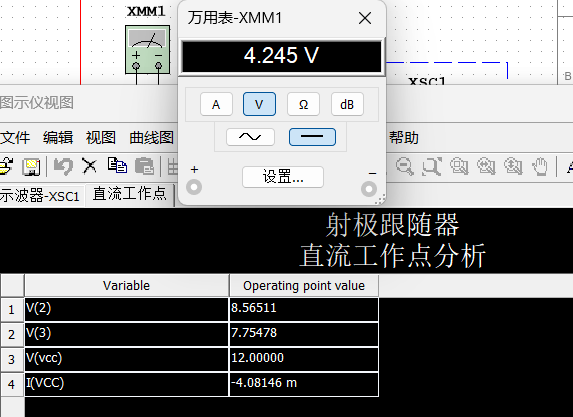 XMM1
万用表-XMM1
4.245 V
XSC1
A
V
Ω
dB
设置...
+
−
图示仪视图
文件 编辑 视图 曲线图 帮助
示波器-XSC1 直流工作点
射极跟随器
直流工作点分析
Variable Operating point value
1 V(2) 8.56511
2 V(3) 7.75478
3 V(vcc) 12.00000
4 I(VCC) -4.08146 m